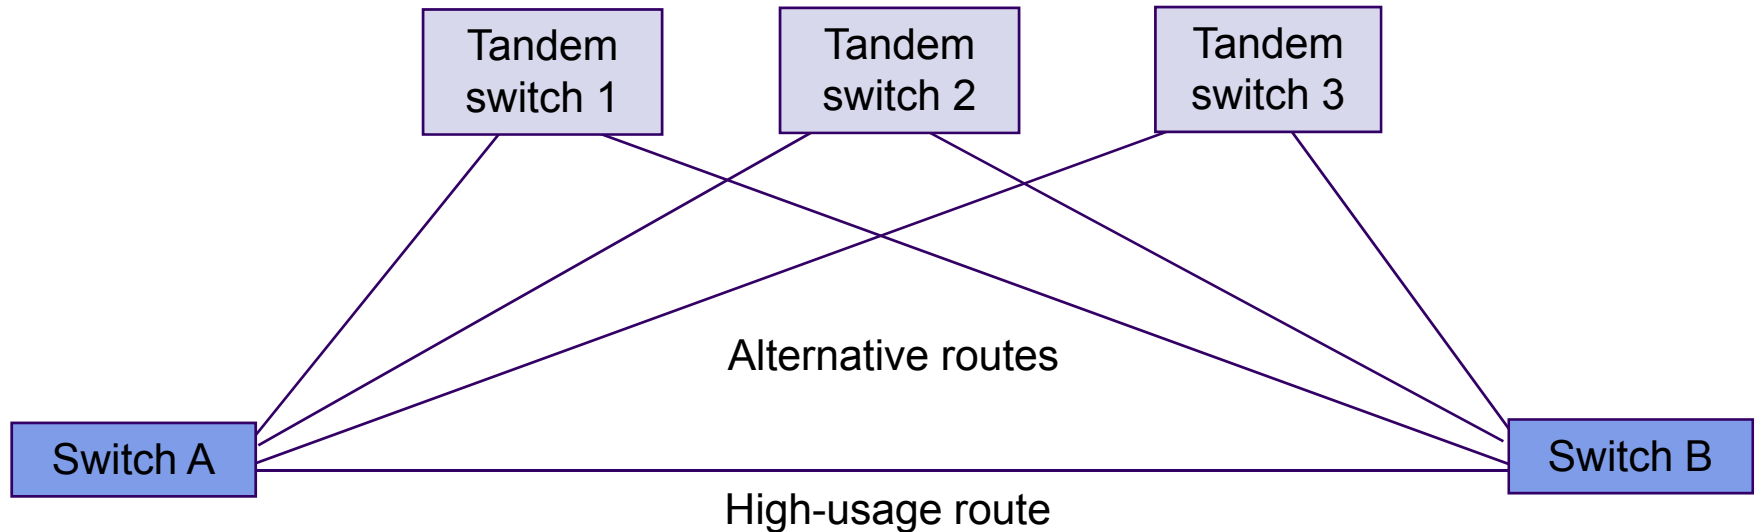 Tandem
switch 1
Tandem
switch 2
Tandem
switch 3
Alternative routes
Switch A
Switch B
High-usage route